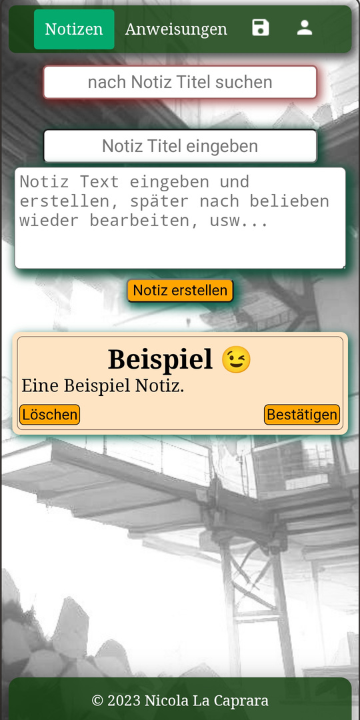 Notizen Anweisungen
nach Notiz Titel suchen
Notiz Titel eingeben
Notiz Text eingeben und
erstellen, später nach belieben
wieder bearbeiten, usw...
Notiz erstellen
Beispiel 😉
Eine Beispiel Notiz.
Löschen Bestätigen
© 2023 Nicola La Caprara